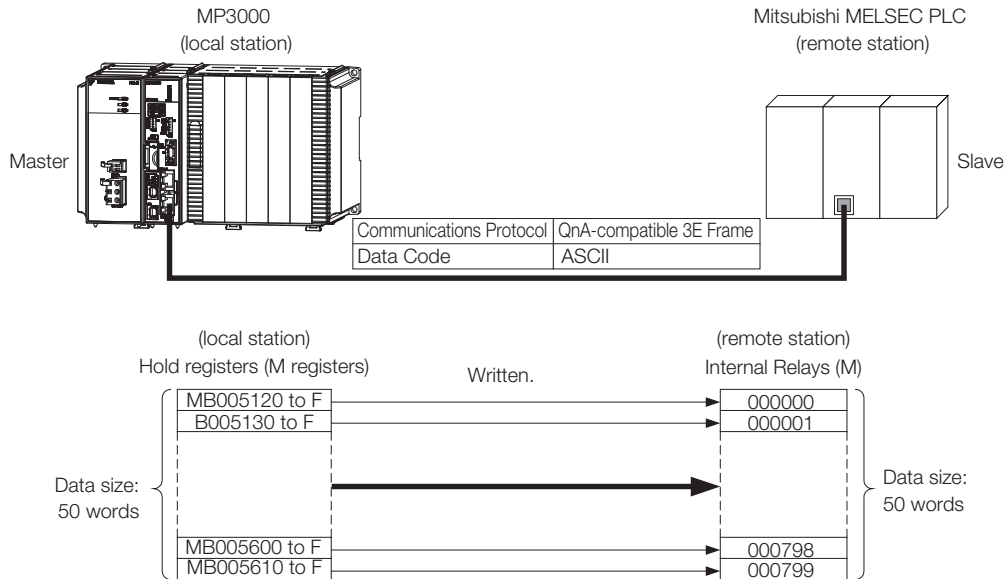 MP3000
(local station)
Mitsubishi MELSEC PLC
(remote station)
Master
Slave
Communications Protocol QnA-compatible 3E Frame
Data Code ASCII
(local station)
Hold registers (M registers)
Written.
(remote station)
Internal Relays (M)
MB005120 to F
000000
B005130 to F
000001
Data size:
50 words
Data size:
50 words
MB005600 to F
000798
MB005610 to F
000799